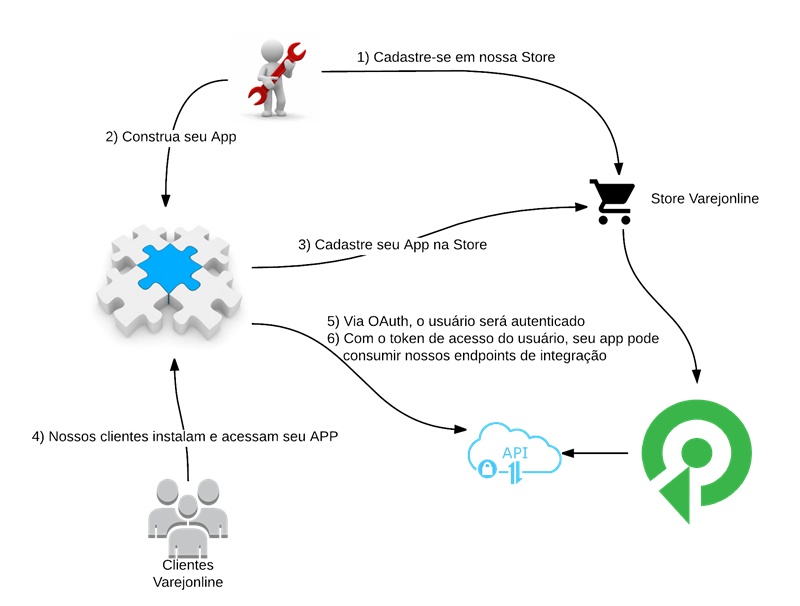 1) Cadastre-se em nossa Store
2) Construa seu App
Store Varejonline
3) Cadastre seu App na Store
5) Via OAuth, o usuário será autenticado
6) Com o token de acesso do usuário, seu app pode
consumir nossos endpoints de integração
4) Nossos clientes instalam e acessam seu APP
API
Clientes
Varejonline